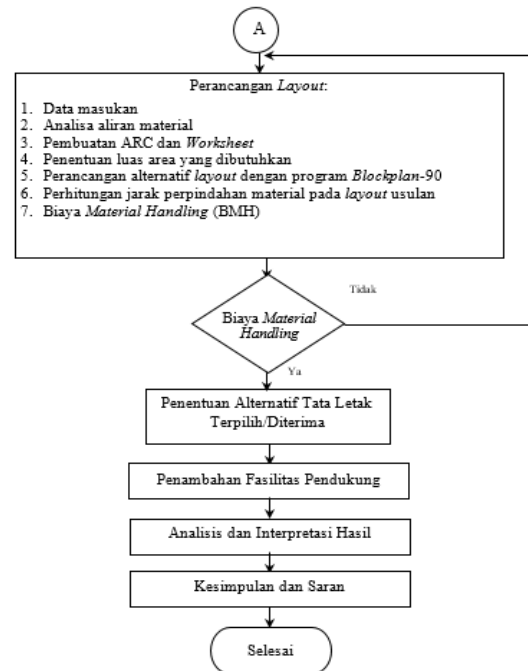 A
Perancangan Layout:
1. Data masukan
2. Analisa aliran material
3. Pembuatan ARC dan Worksheet
4. Penentuan luas area yang dibutuhkan
5. Perancangan alternatif layout dengan program Blockplan-90
6. Perhitungan jarak perpindahan material pada layout usulan
7. Biaya Material Handling (BMH)
Tidak
Biaya Material
Handling
Ya
Penentuan Alternatif Tata Letak
Terpilih/Diterima
Penambahan Fasilitas Pendukung
Analisis dan Interpretasi Hasil
Kesimpulan dan Saran
Selesai